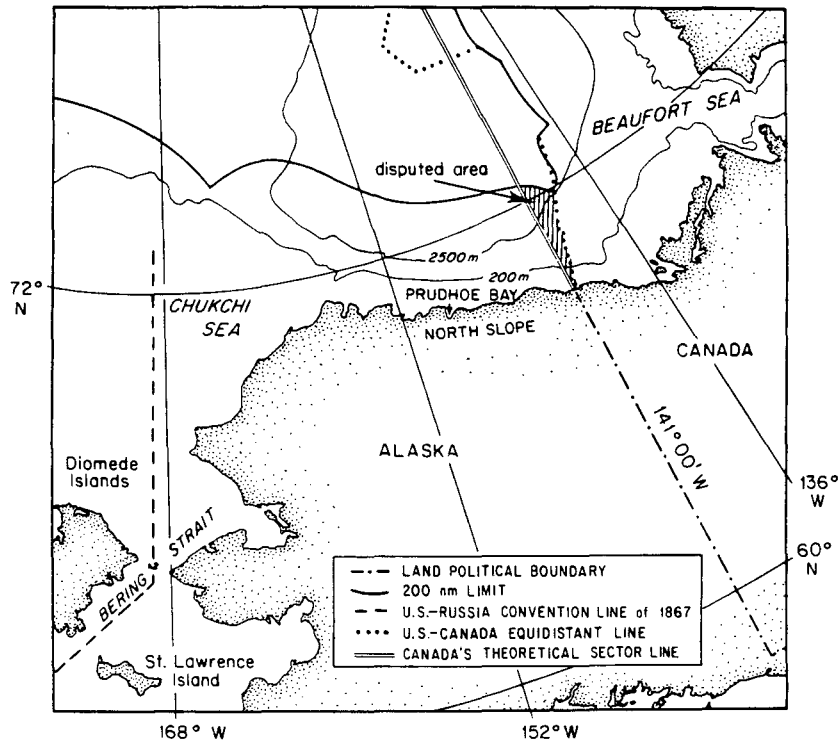 BEAUFORT SEA
disputed area
2500m
200m
72°
N
CHUKCHI
SEA
PRUDHOE BAY
NORTH SLOPE
CANADA
ALASKA
141°00' W
Diomede
Islands
136°
W
BERING STRAIT
60°
N
LAND POLITICAL BOUNDARY
200 nm LIMIT
U.S.-RUSSIA CONVENTION LINE of 1867
U.S.-CANADA EQUIDISTANT LINE
CANADA'S THEORETICAL SECTOR LINE
St. Lawrence
Island
168° W
152° W